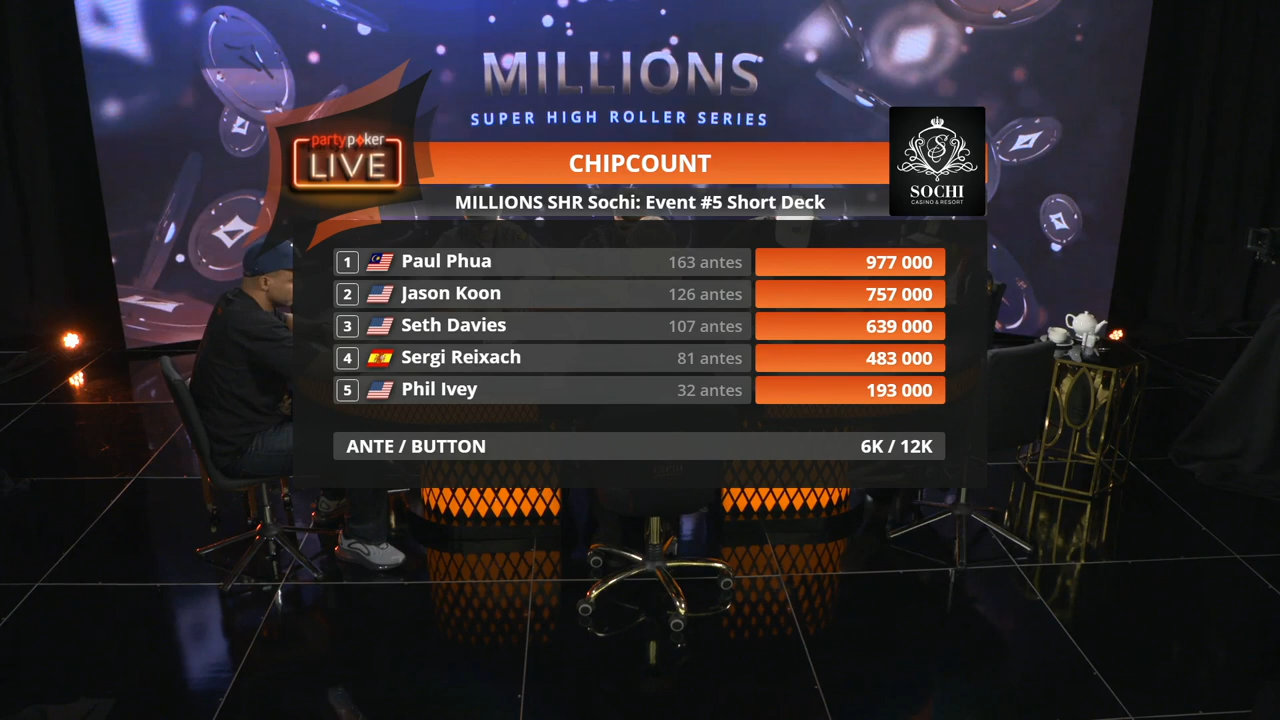 MILLIONS
SUPER HIGH ROLLER SERIES
partypoker
LIVE
CHIPCOUNT
MILLIONS SHR Sochi: Event #5 Short Deck
SOCHI
CASINO & RESORT
1 Paul Phua 163 antes 977 000
2 Jason Koon 126 antes 757 000
3 Seth Davies 107 antes 639 000
4 Sergi Reixach 81 antes 483 000
5 Phil Ivey 32 antes 193 000
ANTE / BUTTON 6K / 12K